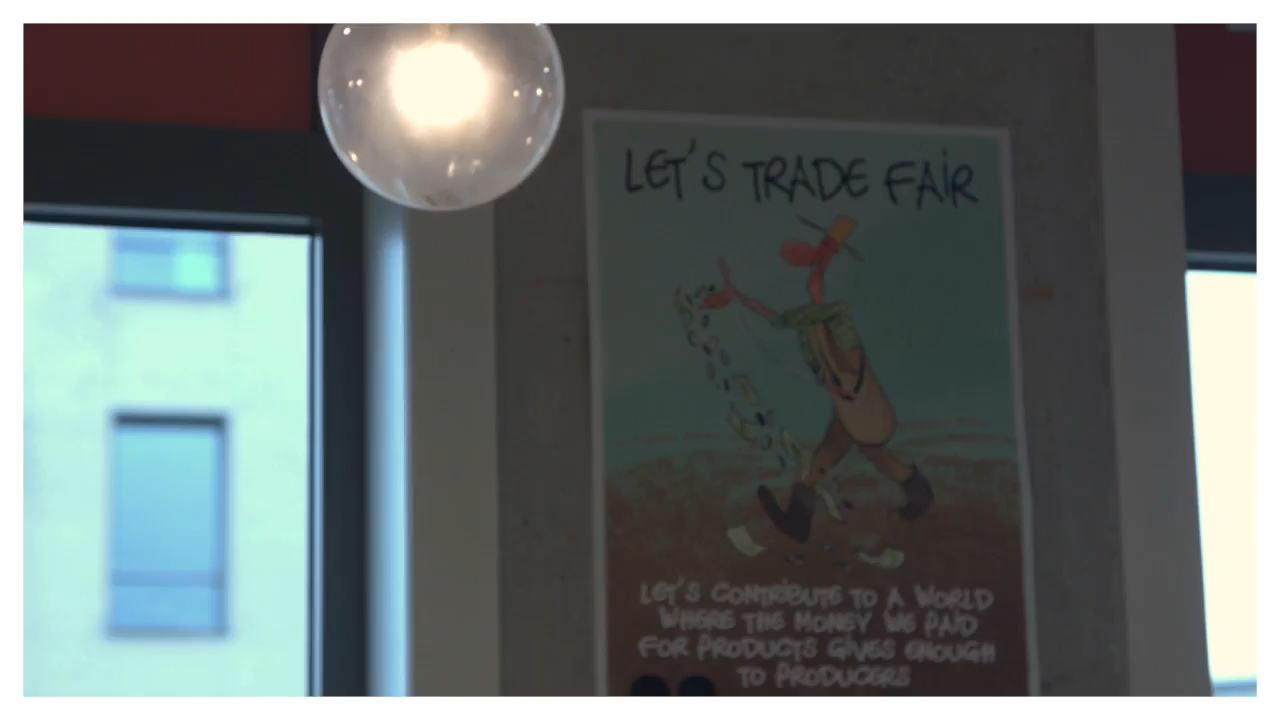 LET'S TRADE FAIR
LET'S CONTRIBUTE TO A WORLD
WHERE THE MONEY WE PAID
FOR PRODUCTS GIVES ENOUGH
TO PRODUCERS